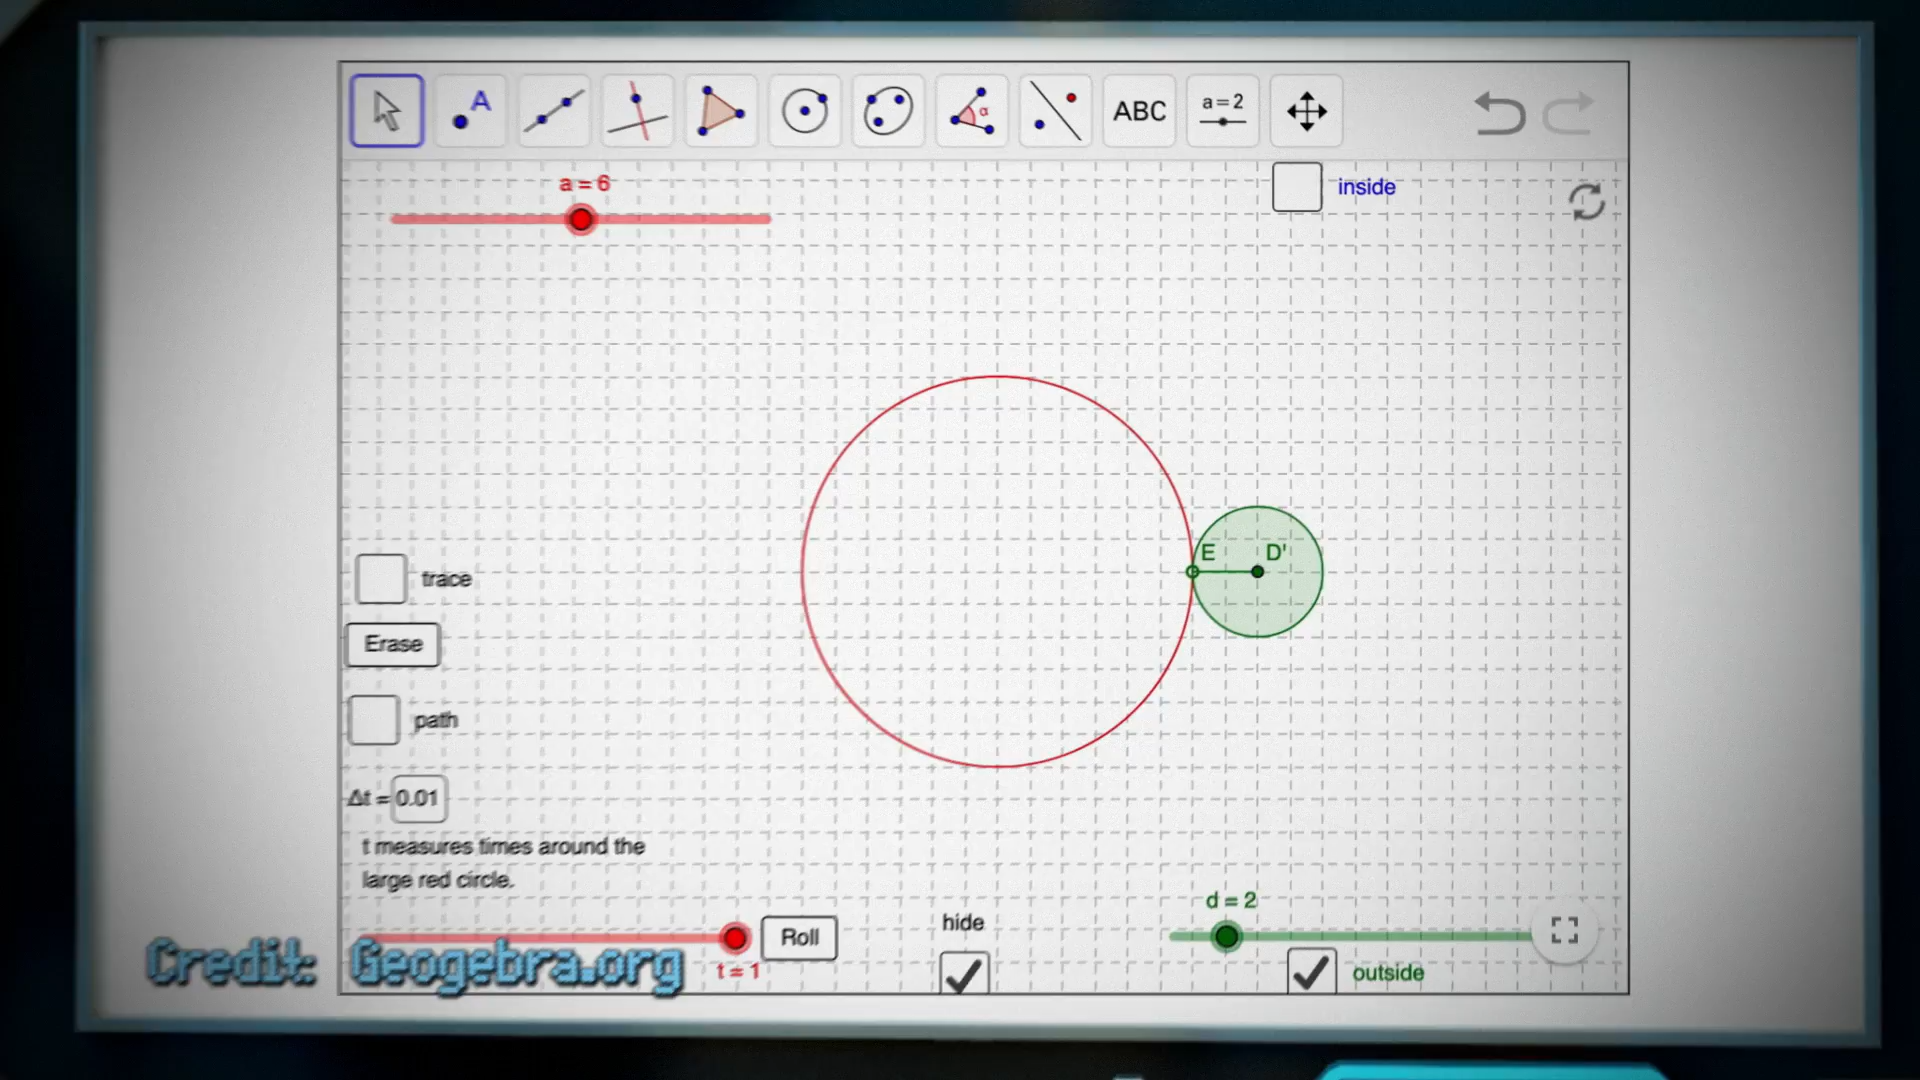 A
α
ABC
a = 2
a = 6
inside
E
D'
trace
Erase
path
Δt = 0.01
t measures times around the
large red circle.
Roll
t = 1
hide
d = 2
outside
Credit: Geogebra.org